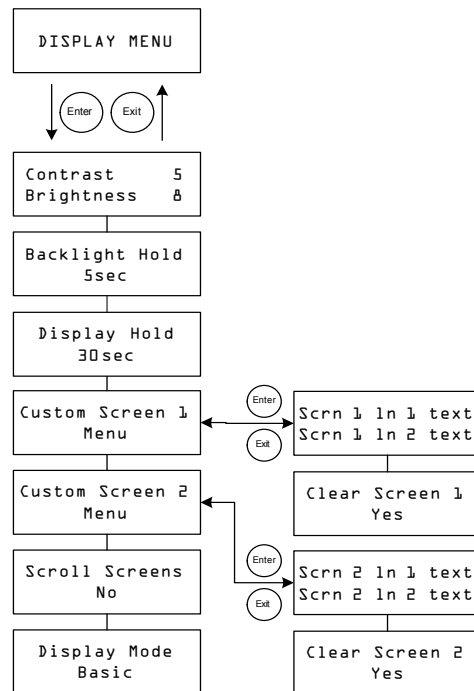 DISPLAY MENU
Enter
Exit
Contrast 5
Brightness 8
Backlight Hold
5sec
Display Hold
30sec
Custom Screen 1
Menu
Enter
Exit
Scrn 1 ln 1 text
Scrn 1 ln 2 text
Clear Screen 1
Yes
Custom Screen 2
Menu
Enter
Exit
Scrn 2 ln 1 text
Scrn 2 ln 2 text
Clear Screen 2
Yes
Scroll Screens
No
Display Mode
Basic